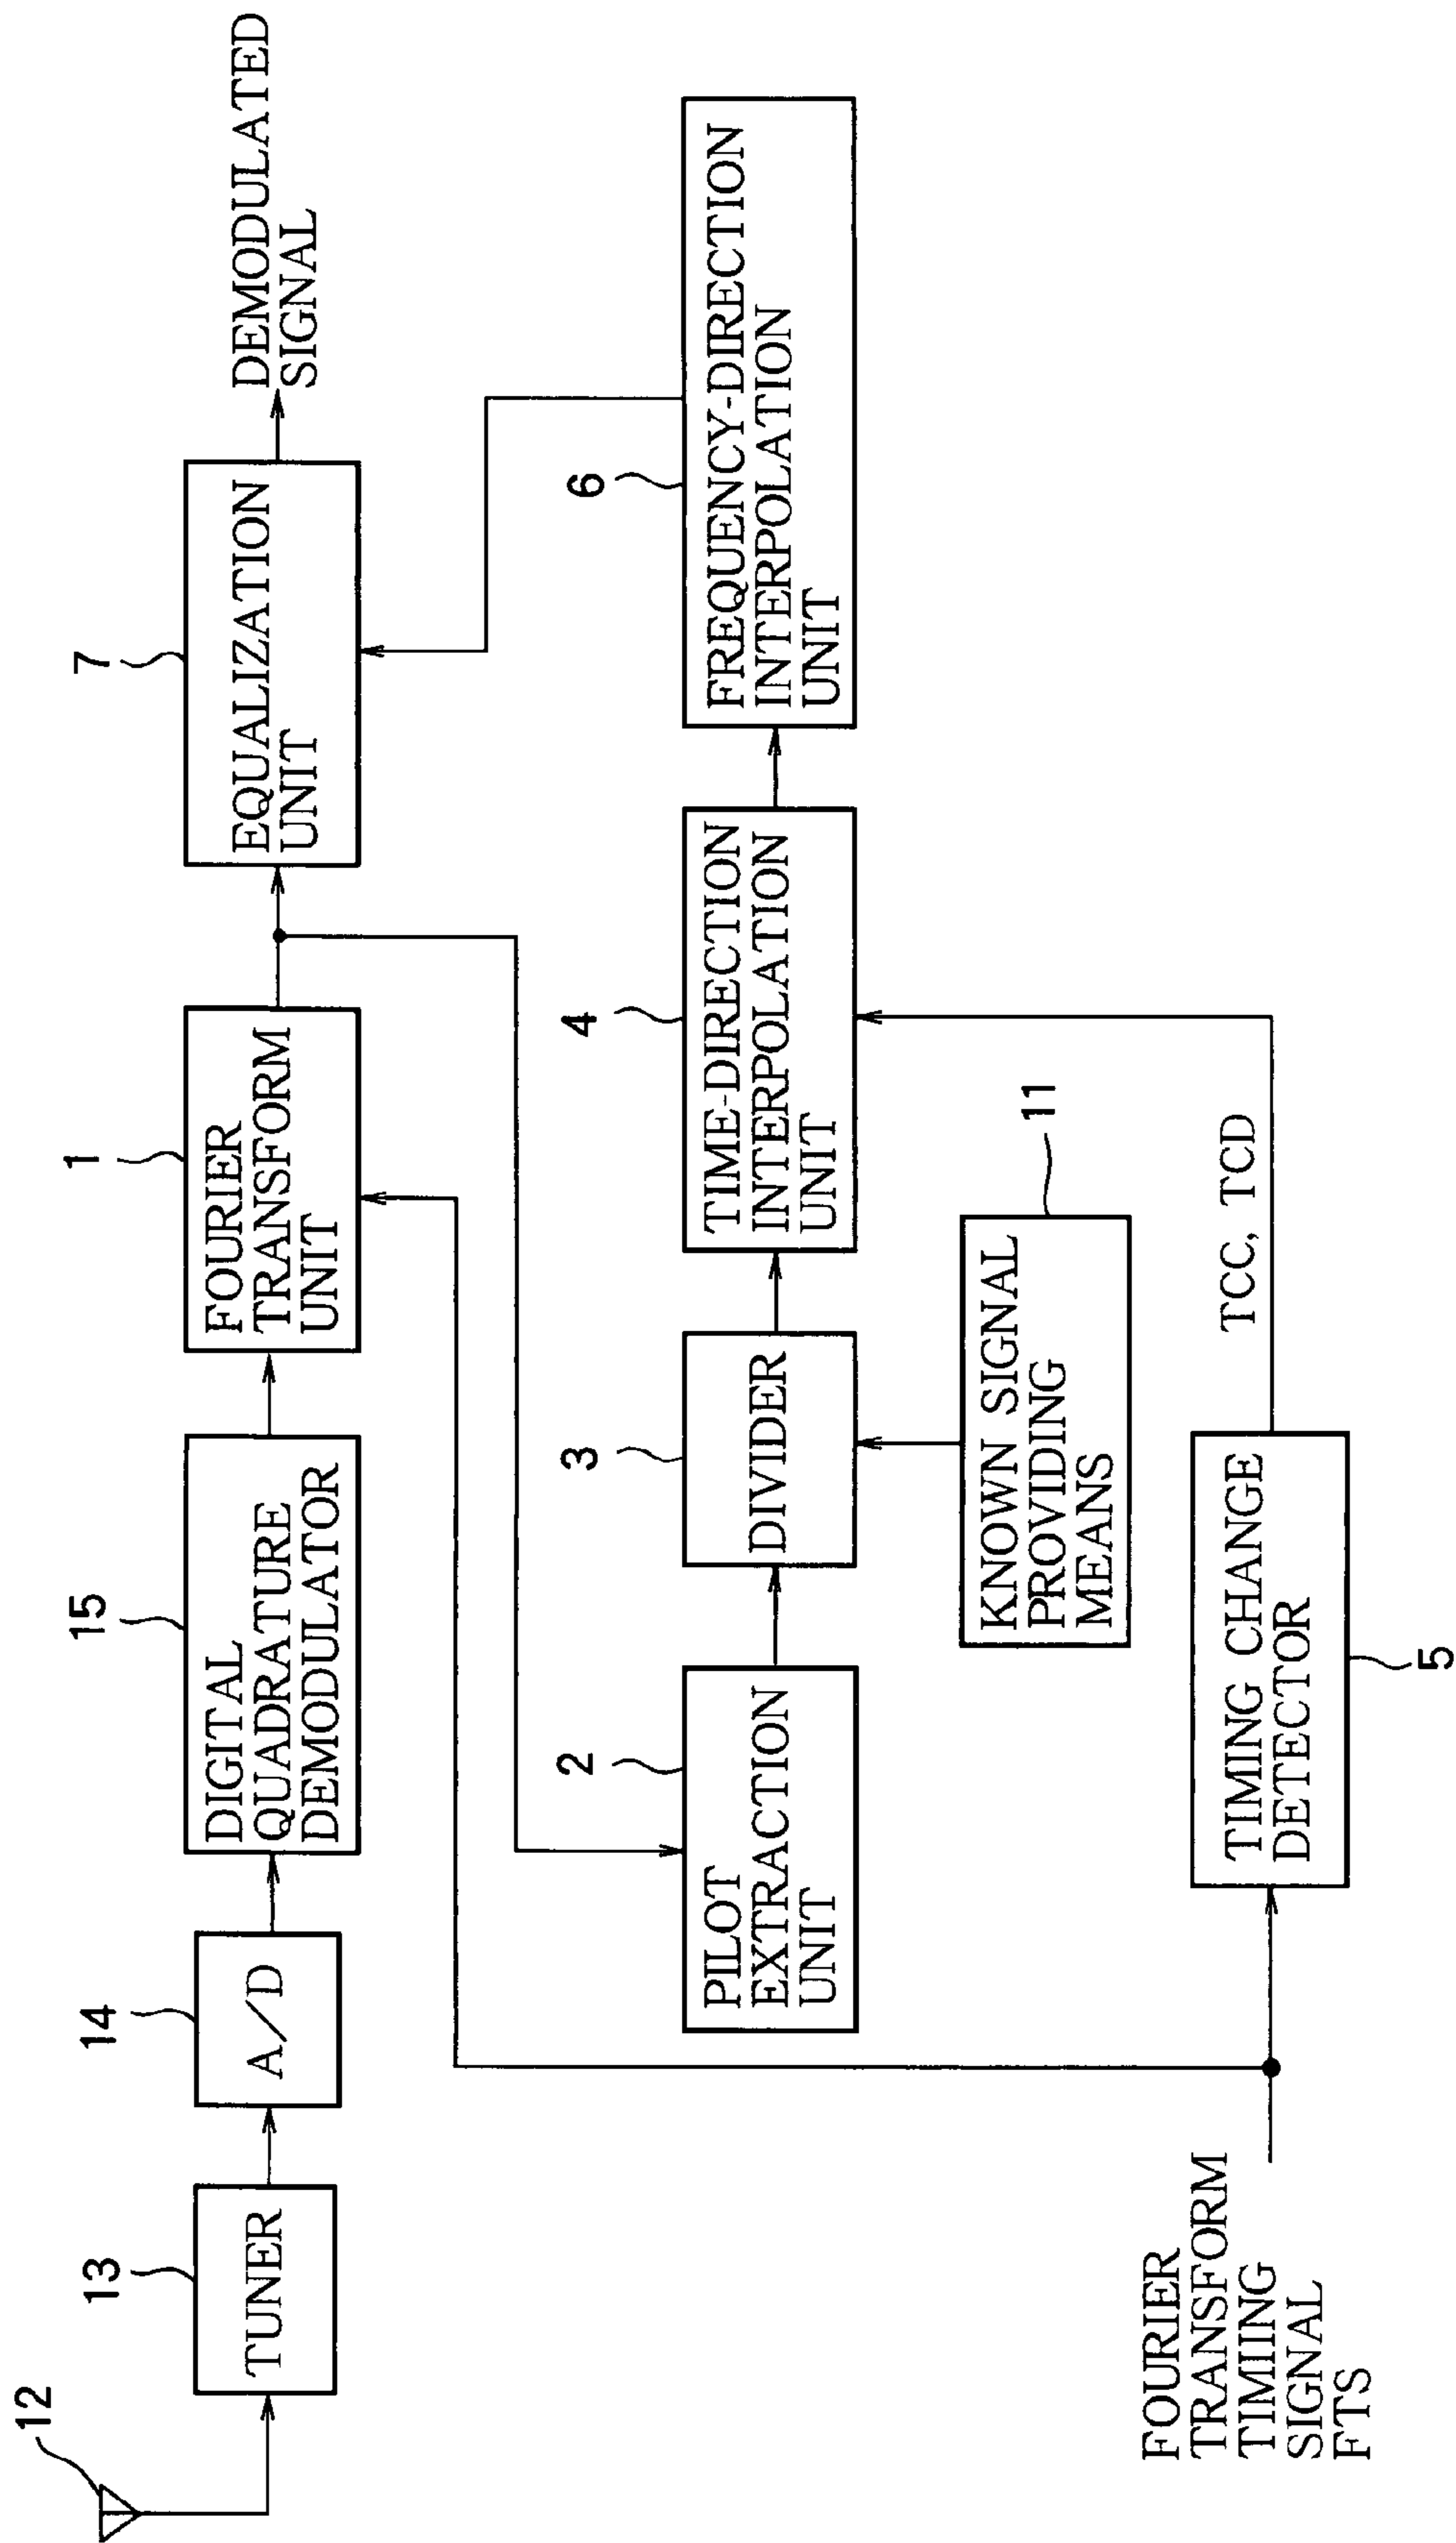 12
13
TUNER
14
A/D
15
DIGITAL
QUADRATURE
DEMODULATOR
1
FOURIER
TRANSFORM
UNIT
7
EQUALIZATION
UNIT
DEMODULATED
SIGNAL
2
PILOT
EXTRACTION
UNIT
3
DIVIDER
4
TIME-DIRECTION
INTERPOLATION
UNIT
6
FREQUENCY-DIRECTION
INTERPOLATION
UNIT
11
KNOWN SIGNAL
PROVIDING
MEANS
FOURIER
TRANSFORM
TIMING
SIGNAL
FTS
TIMING CHANGE
DETECTOR
5
TCC, TCD